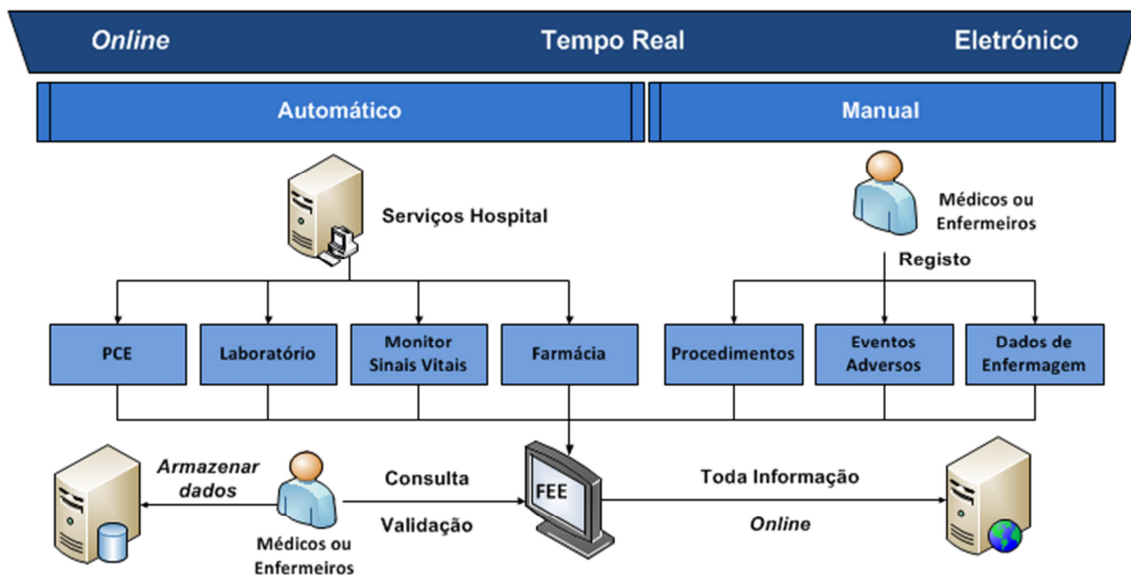 Online
Tempo Real
Eletrónico
Automático
Manual
Serviços Hospital
Médicos ou
Enfermeiros
Registo
PCE
Laboratório
Monitor
Sinais Vitais
Farmácia
Procedimentos
Eventos
Adversos
Dados de
Enfermagem
Armazenar
dados
Médicos ou
Enfermeiros
Consulta
Validação
FEE
Toda Informação
Online